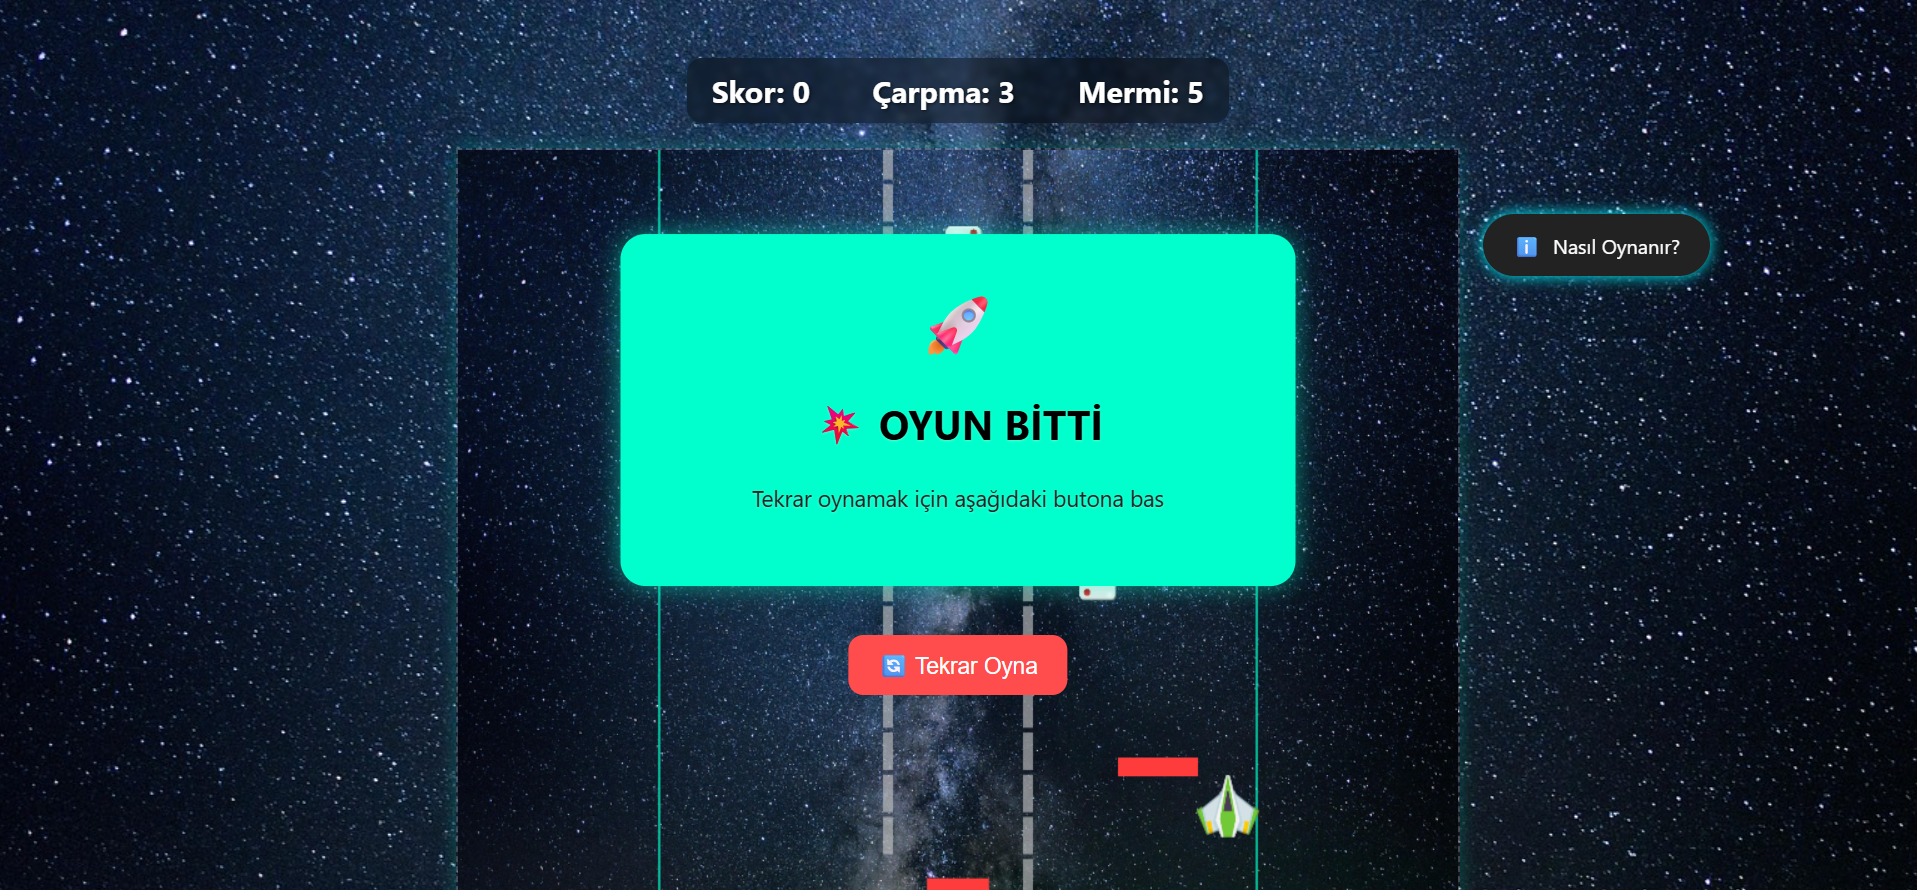 Skor: 0 Çarpma: 3 Mermi: 5
Nasıl Oynanır?
OYUN BİTTİ
Tekrar oynamak için aşağıdaki butona bas
Tekrar Oyna